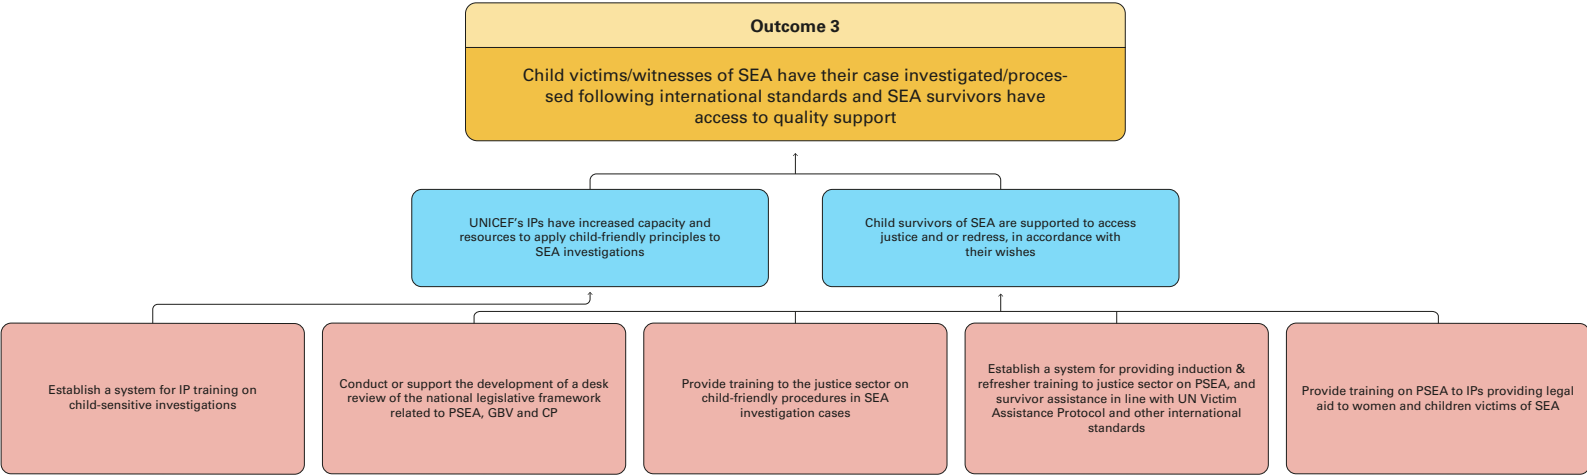 Outcome 3
Child victims/witnesses of SEA have their case investigated/proces-
sed following international standards and SEA survivors have
access to quality support
UNICEF's IPs have increased capacity and
resources to apply child-friendly principles to
SEA investigations
Child survivors of SEA are supported to access
justice and or redress, in accordance with
their wishes
Establish a system for IP training on
child-sensitive investigations
Conduct or support the development of a desk
review of the national legislative framework
related to PSEA, GBV and CP
Provide training to the justice sector on
child-friendly procedures in SEA
investigation cases
Establish a system for providing induction &
refresher training to justice sector on PSEA, and
survivor assistance in line with UN Victim
Assistance Protocol and other international
standards
Provide training on PSEA to IPs providing legal
aid to women and children victims of SEA